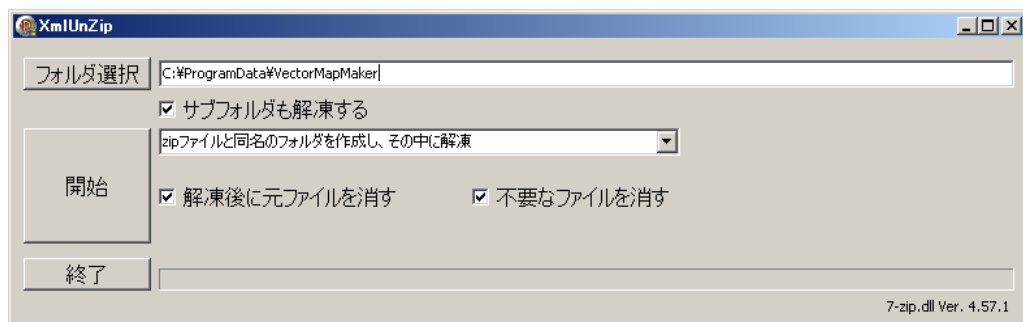 XmlUnZip
フォルダ選択 C:¥ProgramData¥VectorMapMaker
サブフォルダも解凍する
zipファイルと同名のフォルダを作成し、その中に解凍
開始
解凍後に元ファイルを消す 不要なファイルを消す
終了
7-zip.dll Ver. 4.57.1